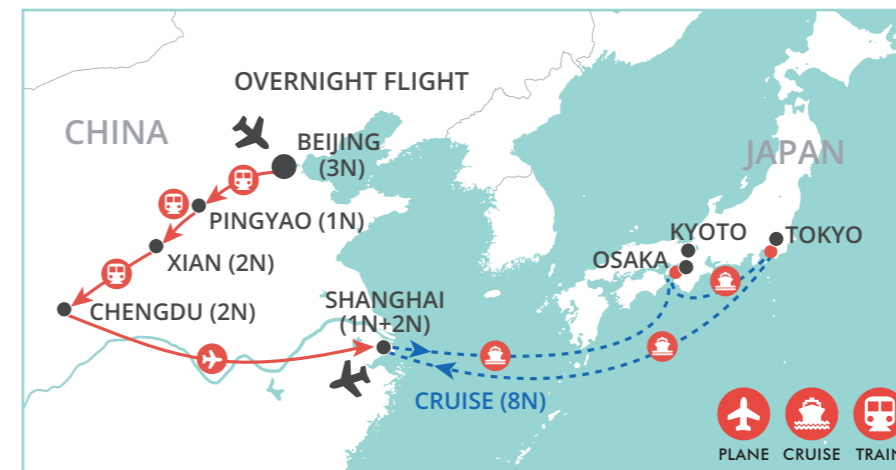 OVERNIGHT FLIGHT
CHINA
BEIJING
(3N)
JAPAN
PINGYAO (1N)
KYOTO
TOKYO
XIAN (2N)
OSAKA
CHENGDU (2N)
SHANGHAI
(1N+2N)
CRUISE (8N)
PLANE
CRUISE
TRAIN